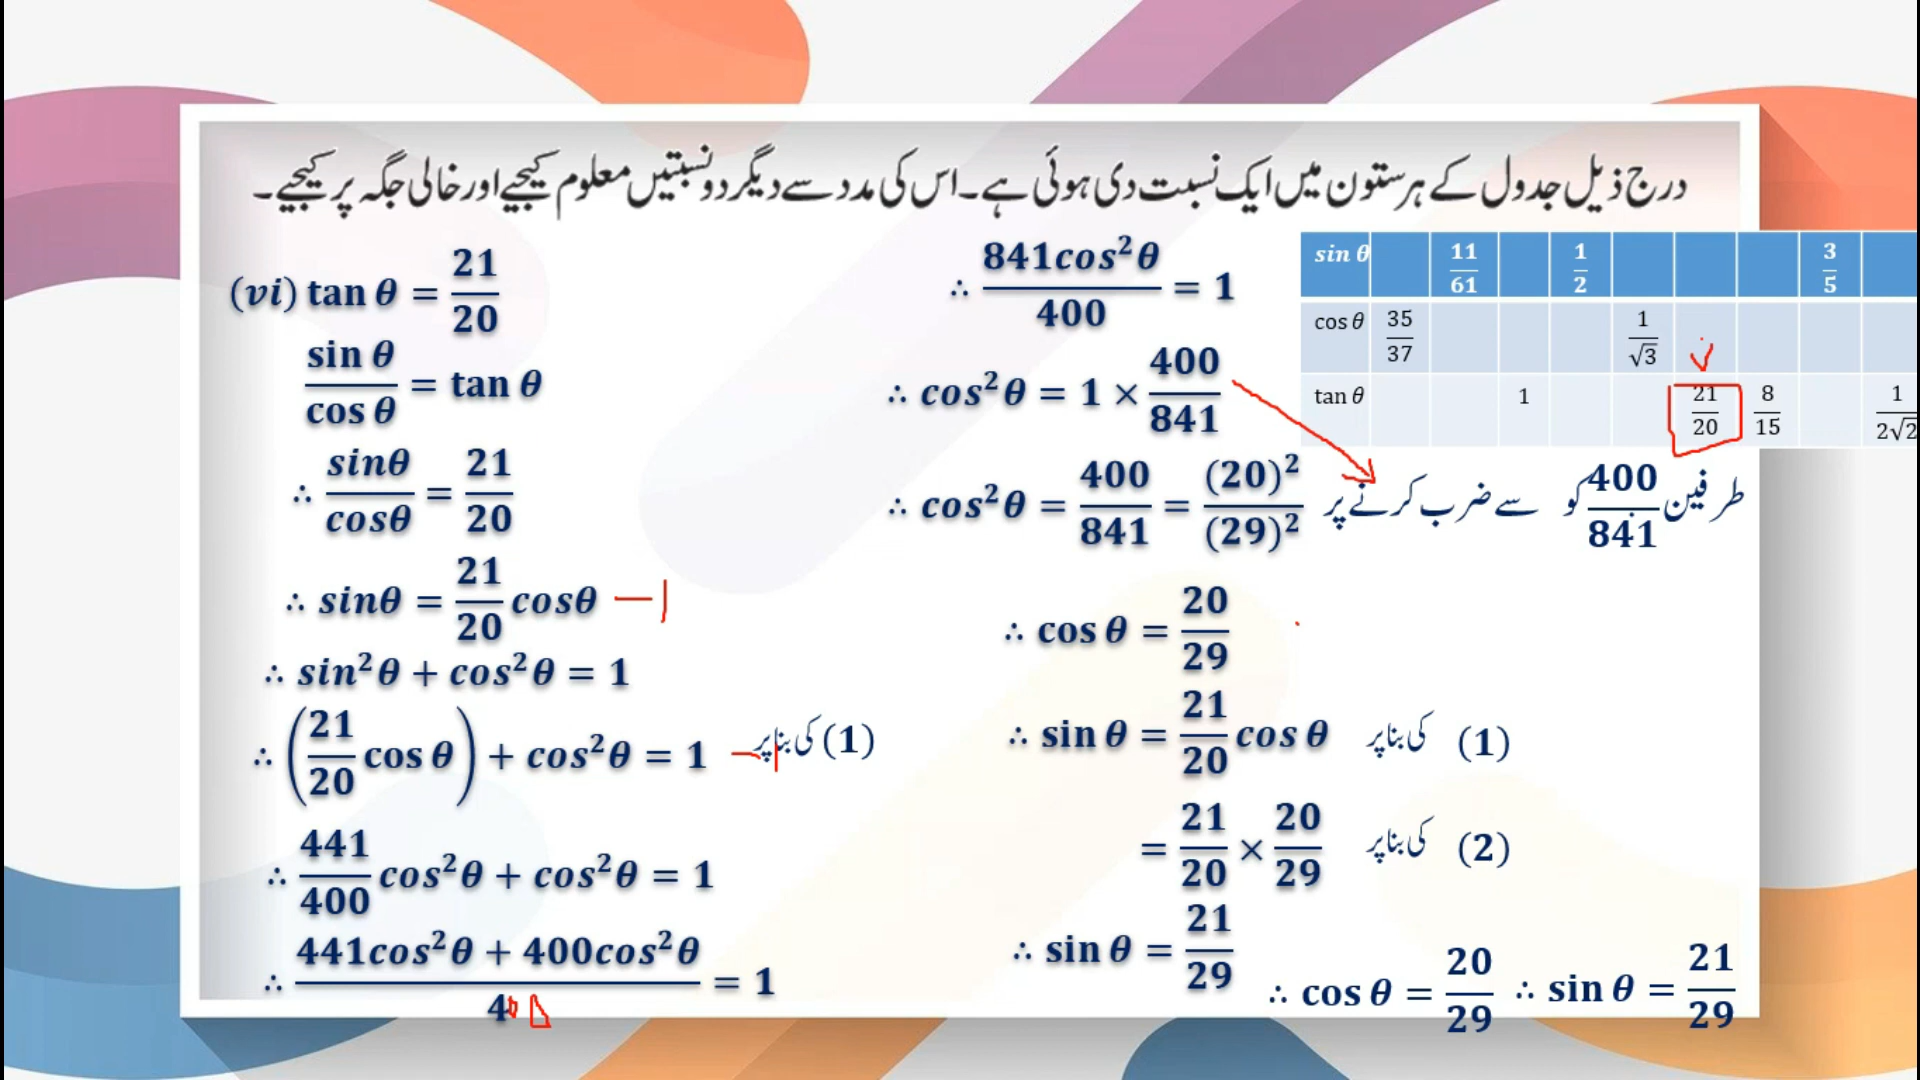 درج ذیل جدول کے ہر ستون میں ایک نسبت دی ہوئی ہے۔ اس کی مدد سے دیگر دو نسبتیں معلوم کیجیے اور خالی جگہ پر کیجیے۔
(vi) tan θ = 21/20
sin θ/cos θ = tan θ
∴ sinθ/cosθ = 21/20
∴ sinθ = 21/20 cosθ — 1
∴ sin²θ + cos²θ = 1
∴ (21/20 cos θ) + cos²θ = 1 — 1 (1) کی بنا پر
∴ 441/400 cos²θ + cos²θ = 1
∴ (441cos²θ + 400cos²θ)/400 = 1
∴ 841cos²θ/400 = 1
∴ cos²θ = 1 × 400/841
∴ cos²θ = 400/841 = (20)²/(29)² طرفین کو 400/841 سے ضرب کرنے پر
∴ cos θ = 20/29
∴ sin θ = 21/20 cos θ (1) کی بنا پر
= 21/20 × 20/29 (2) کی بنا پر
∴ sin θ = 21/29
∴ cos θ = 20/29 ∴ sin θ = 21/29
sin θ 11/61 1/2 3/5
cos θ 35/37 1/√3
tan θ 1 21/20 8/15 1/2√2